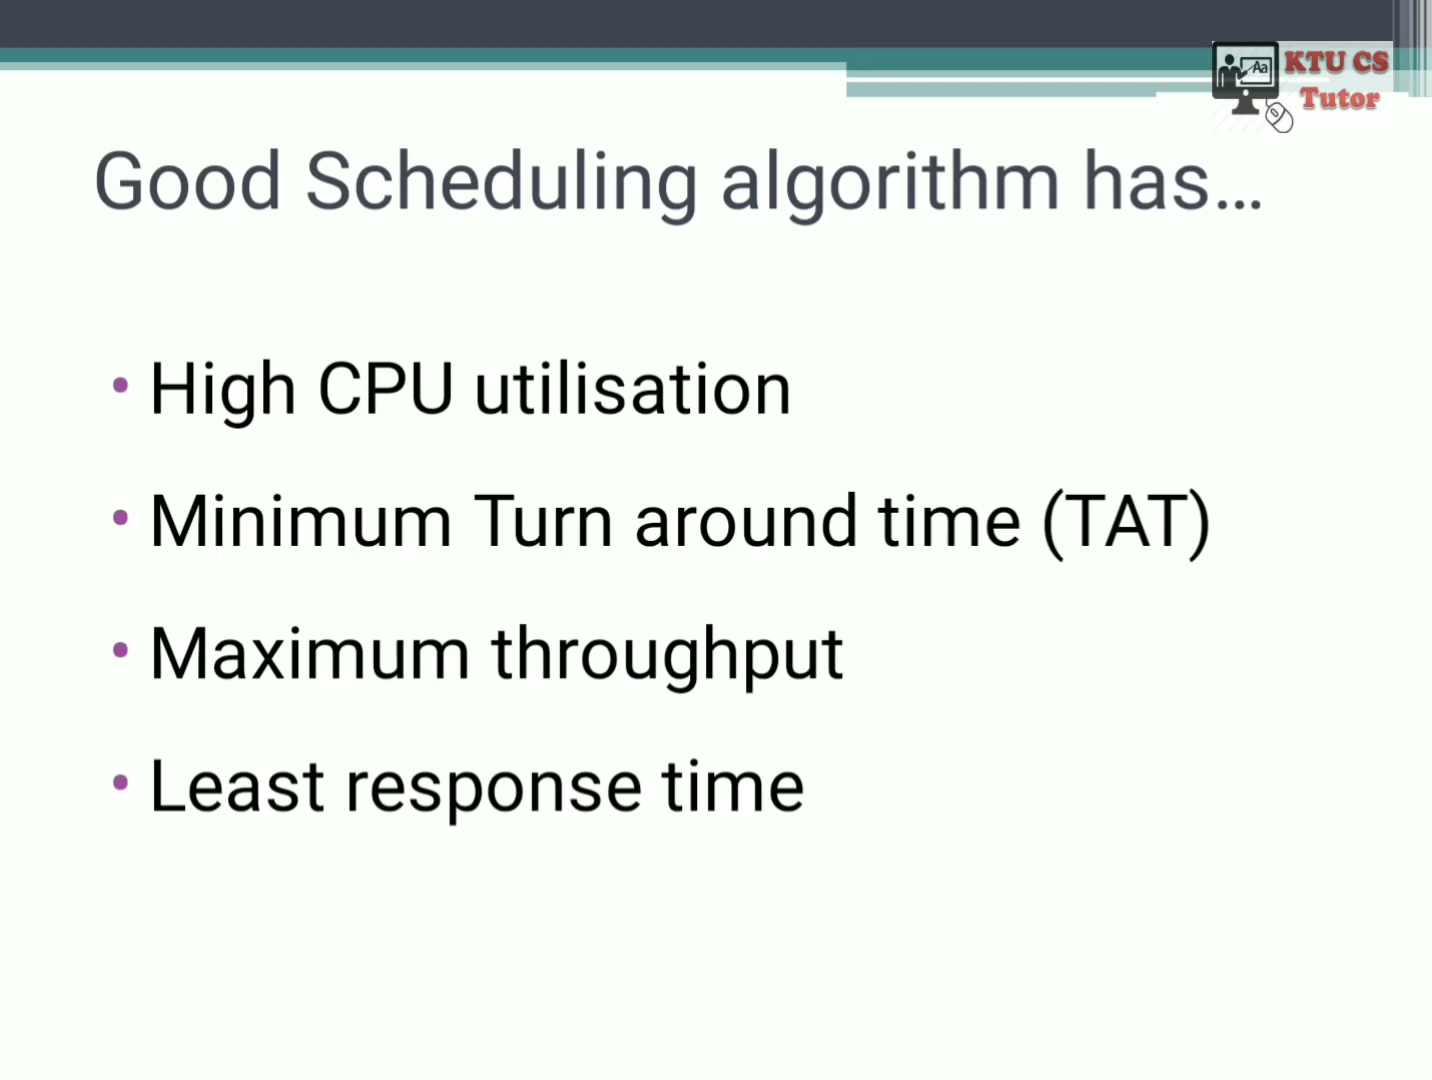 Aa
KTU CS
Tutor
Good Scheduling algorithm has...
• High CPU utilisation
• Minimum Turn around time (TAT)
• Maximum throughput
• Least response time